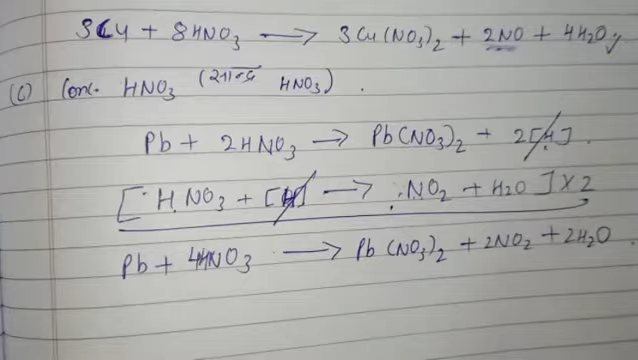 3Cu + 8HNO₃ ⟶ 3Cu(NO₃)₂ + 2NO + 4H₂O
(c) Conc. HNO₃ ( HNO₃).
Pb + 2HNO₃ ⟶ Pb(NO₃)₂ + 2[H].
[HNO₃ + [H] ⟶ NO₂ + H₂O] × 2
Pb + 4HNO₃ ⟶ Pb(NO₃)₂ + 2NO₂ + 2H₂O.